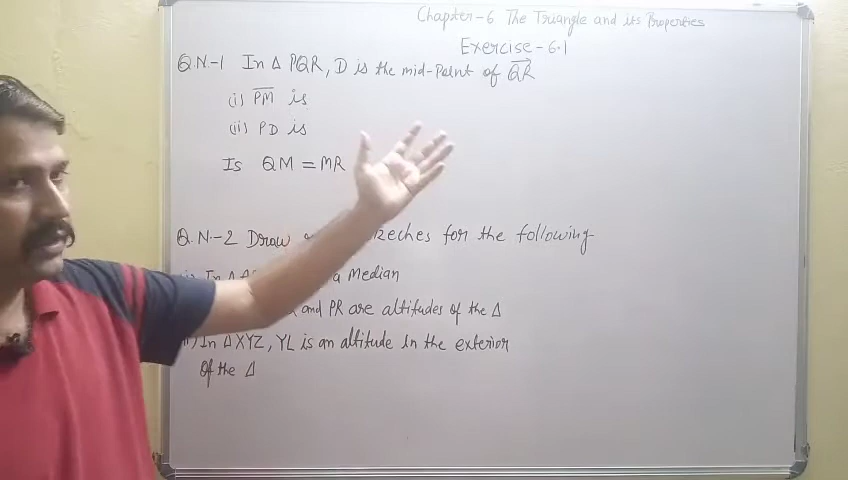 Chapter-6 The Triangle and its Properties
Exercise-6.1
Q.N.-1 In Δ PQR, D is the mid-Point of QR
(i) PM is
(ii) PD is
Is QM = MR
Q.N.-2 Draw for the following
In a Median
and PR are altitudes of the Δ
In ΔXYZ, YL is an altitude in the exterior
of the Δ